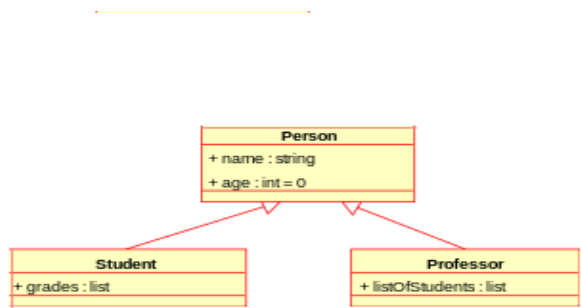 Person
+ name : string
+ age : int = 0
Student
+ grades : list
Professor
+ listOfStudents : list